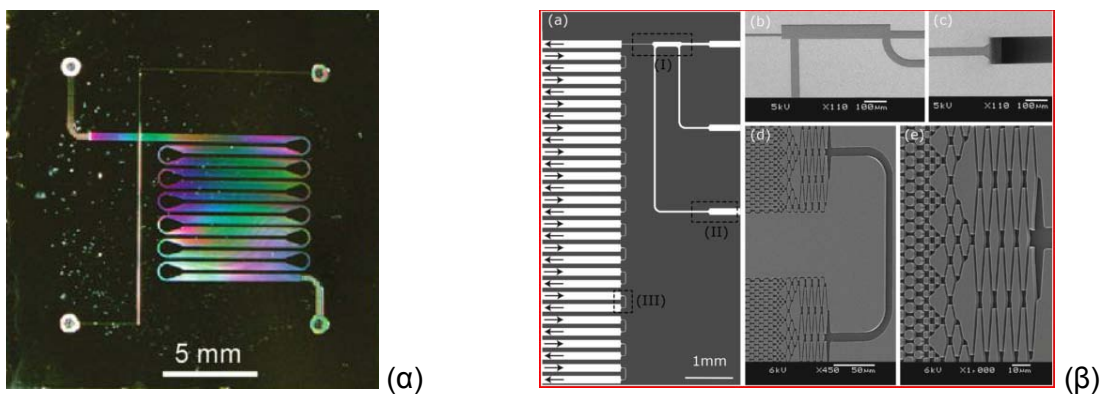 5 mm
(α)
(a)
(I)
(II)
(III)
1mm
(b)
5kV X110 100μm
(c)
5kV X110 100μm
(d)
6kV X450 50μm
(e)
6kV X1,000 10μm
(β)